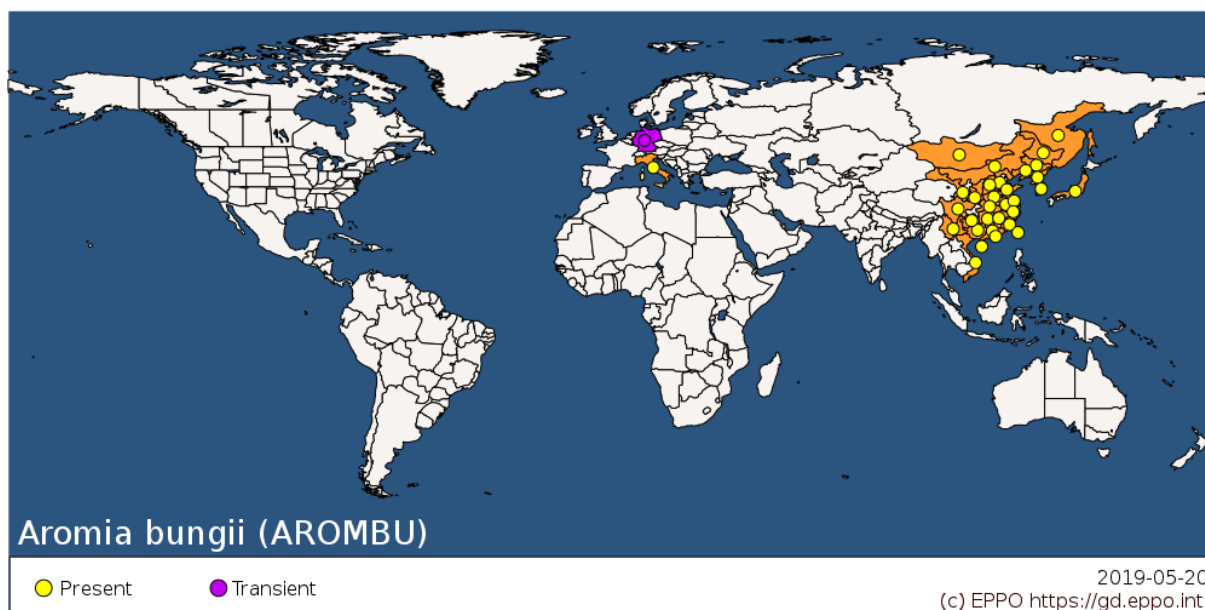 Aromia bungii (AROMBU)
Present
Transient
2019-05-20
(c) EPPO https://gd.eppo.int